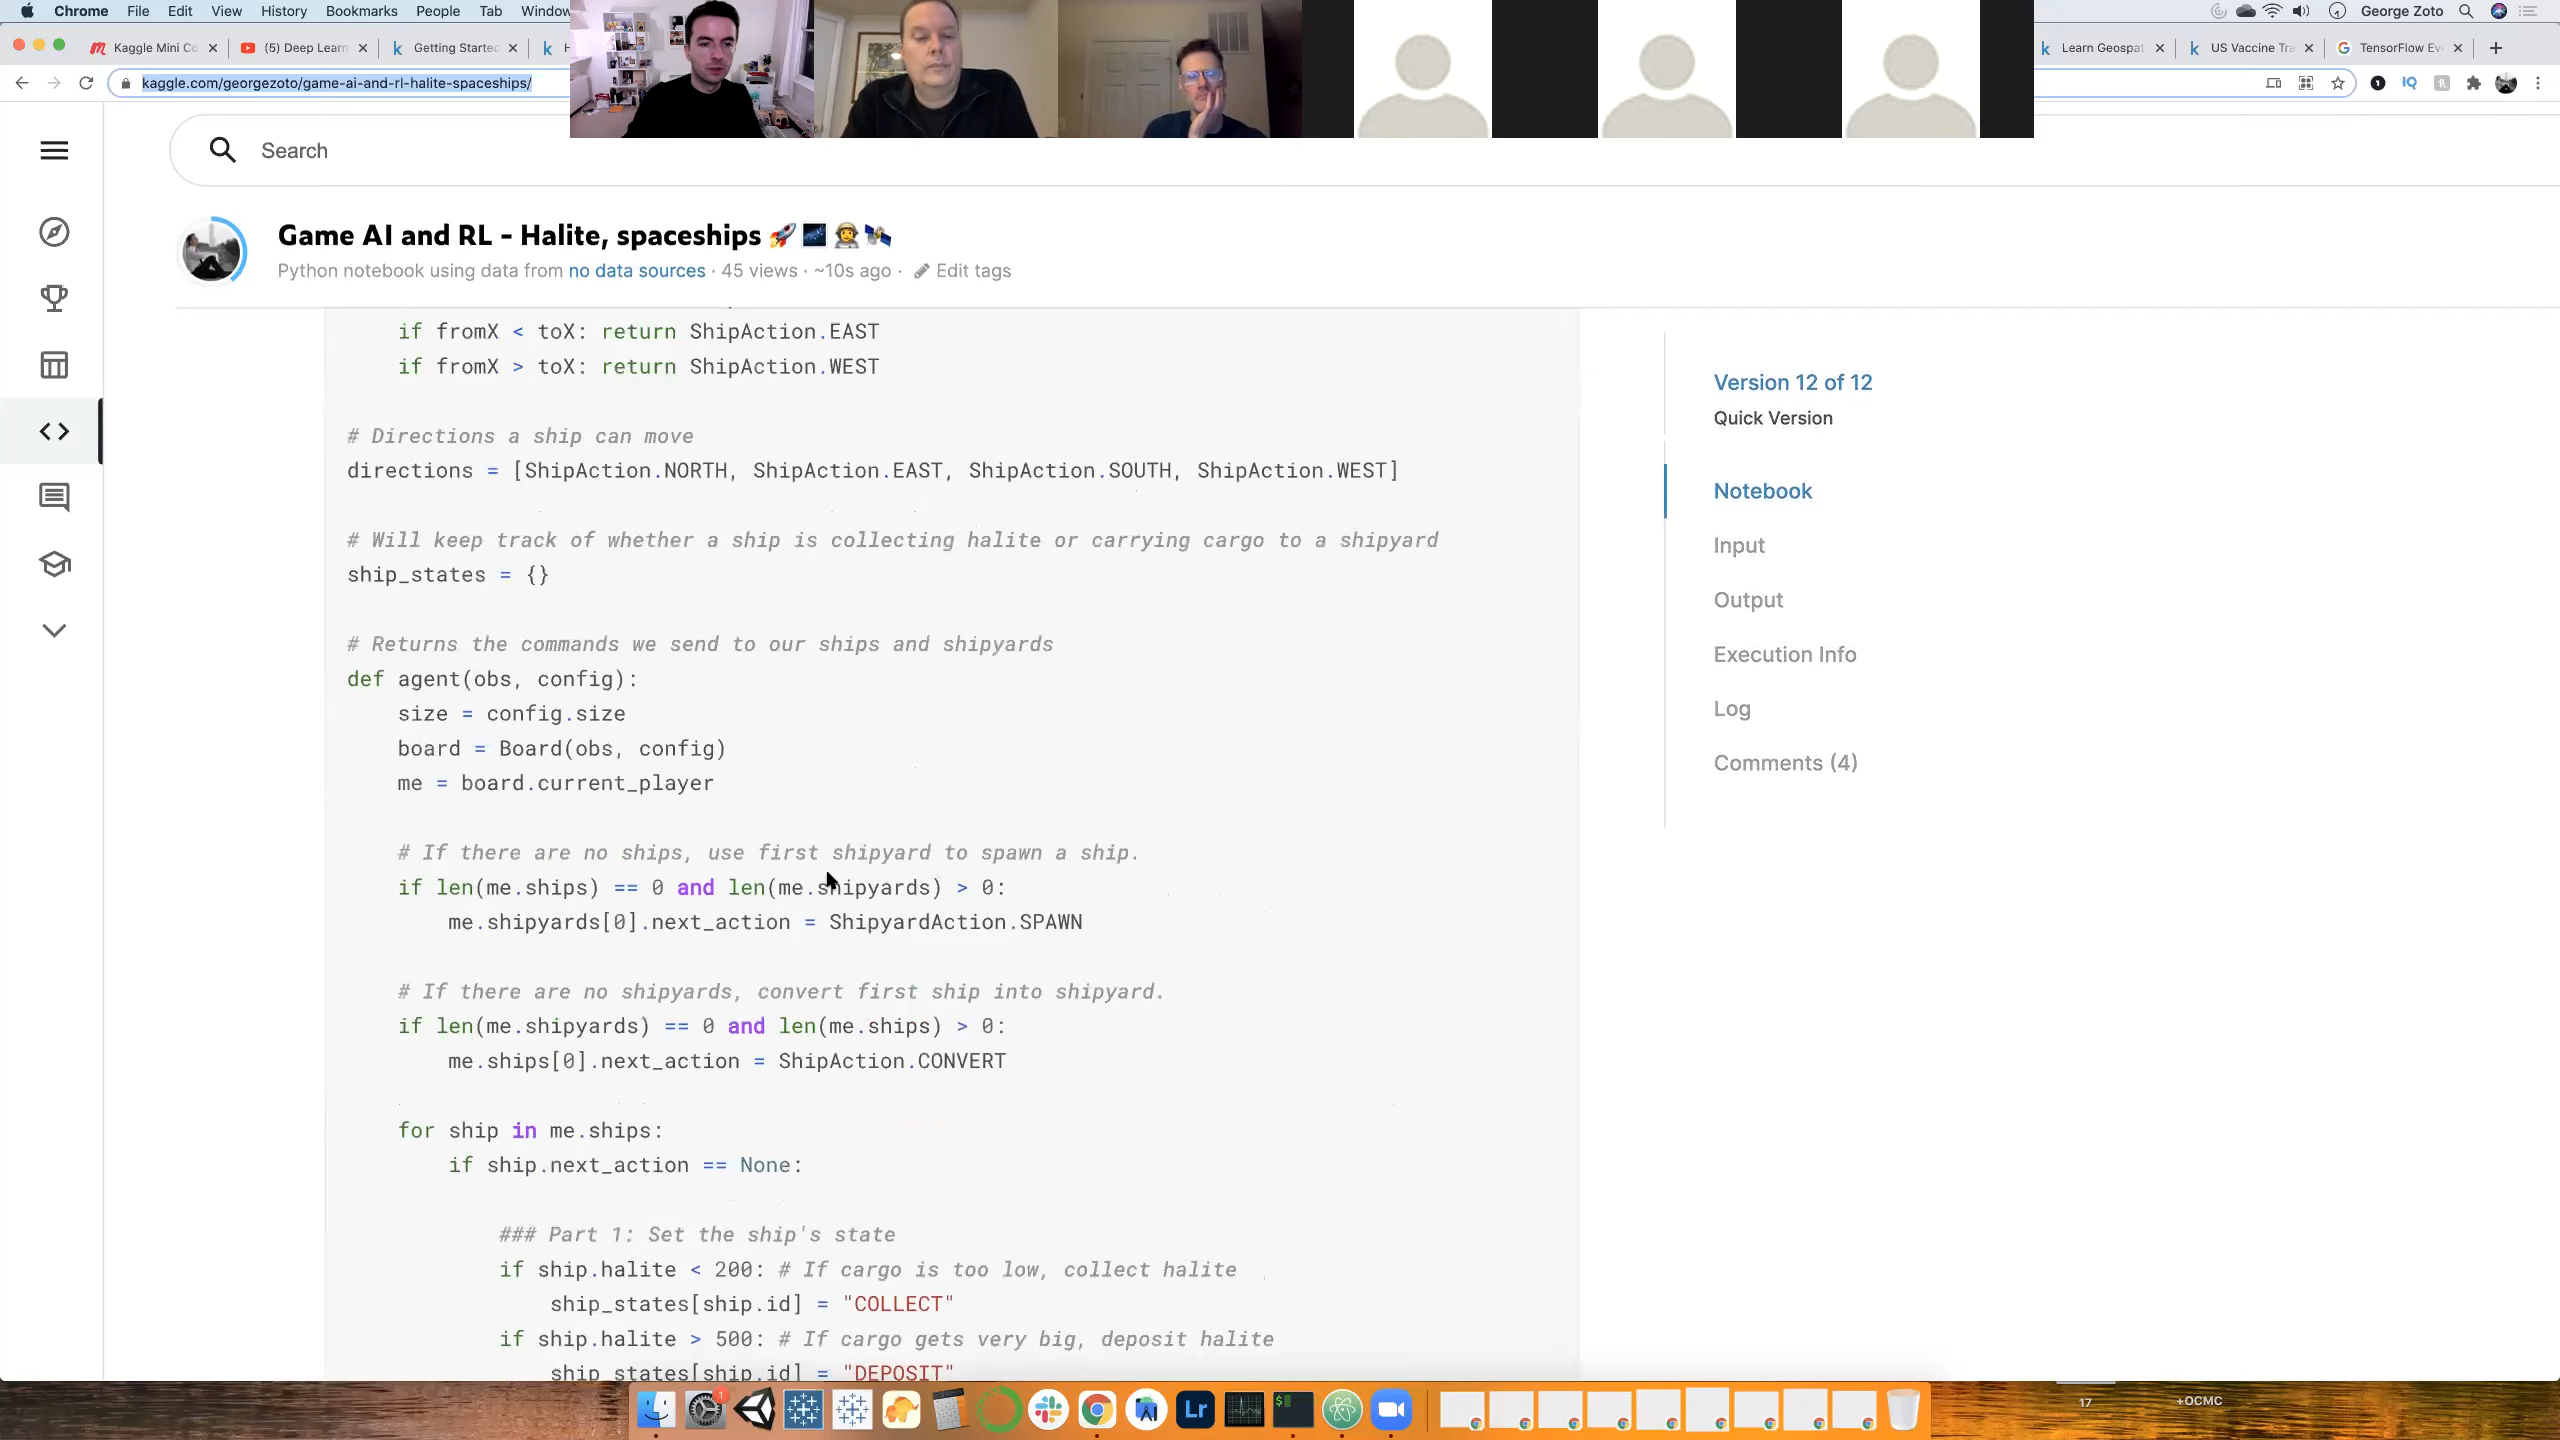 Chrome File Edit View History Bookmarks People Tab Window
George Zoto
Kaggle Mini Co
(5) Deep Learn
Getting Starte
H
Learn Geospat
US Vaccine Tra
TensorFlow Ev
kaggle.com/georgezoto/game-ai-and-rl-halite-spaceships/
Search
Game AI and RL - Halite, spaceships
Python notebook using data from no data sources · 45 views · ~10s ago · Edit tags
if fromX < toX: return ShipAction.EAST
if fromX > toX: return ShipAction.WEST
# Directions a ship can move
directions = [ShipAction.NORTH, ShipAction.EAST, ShipAction.SOUTH, ShipAction.WEST]
# Will keep track of whether a ship is collecting halite or carrying cargo to a shipyard
ship_states = {}
# Returns the commands we send to our ships and shipyards
def agent(obs, config):
size = config.size
board = Board(obs, config)
me = board.current_player
# If there are no ships, use first shipyard to spawn a ship.
if len(me.ships) == 0 and len(me.shipyards) > 0:
me.shipyards[0].next_action = ShipyardAction.SPAWN
# If there are no shipyards, convert first ship into shipyard.
if len(me.shipyards) == 0 and len(me.ships) > 0:
me.ships[0].next_action = ShipAction.CONVERT
for ship in me.ships:
if ship.next_action == None:
### Part 1: Set the ship's state
if ship.halite < 200: # If cargo is too low, collect halite
ship_states[ship.id] = "COLLECT"
if ship.halite > 500: # If cargo gets very big, deposit halite
ship_states[ship.id] = "DEPOSIT"
Version 12 of 12
Quick Version
Notebook
Input
Output
Execution Info
Log
Comments (4)
1
Lr
17
+OCMC